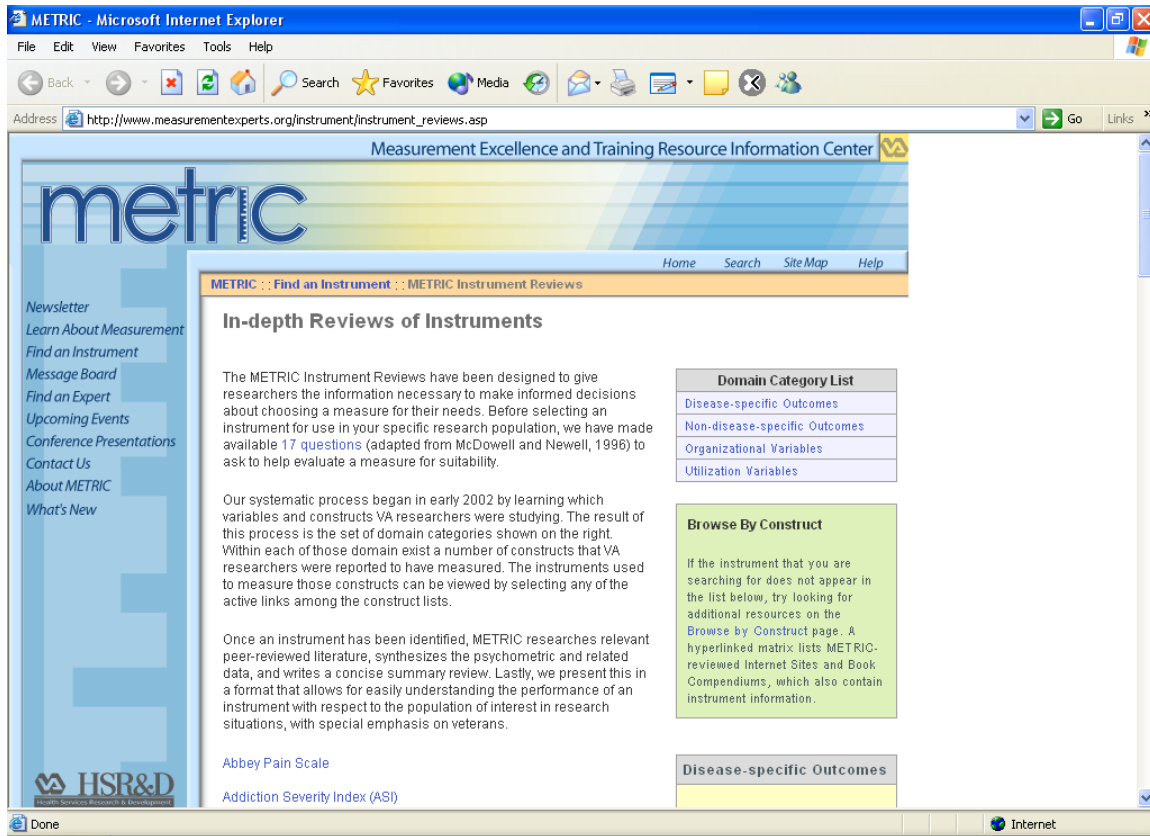 METRIC - Microsoft Internet Explorer
File Edit View Favorites Tools Help
Back Search Favorites Media
Address http://www.measurementexperts.org/instrument/instrument_reviews.asp Go Links »
Measurement Excellence and Training Resource Information Center
metric
Home Search Site Map Help
METRIC :: Find an Instrument :: METRIC Instrument Reviews
Newsletter
Learn About Measurement
Find an Instrument
Message Board
Find an Expert
Upcoming Events
Conference Presentations
Contact Us
About METRIC
What's New
VA HSR&D
Health Services Research & Development
In-depth Reviews of Instruments
The METRIC Instrument Reviews have been designed to give
researchers the information necessary to make informed decisions
about choosing a measure for their needs. Before selecting an
instrument for use in your specific research population, we have made
available 17 questions (adapted from McDowell and Newell, 1996) to
ask to help evaluate a measure for suitability.
Our systematic process began in early 2002 by learning which
variables and constructs VA researchers were studying. The result of
this process is the set of domain categories shown on the right.
Within each of those domain exist a number of constructs that VA
researchers were reported to have measured. The instruments used
to measure those constructs can be viewed by selecting any of the
active links among the construct lists.
Once an instrument has been identified, METRIC researches relevant
peer-reviewed literature, synthesizes the psychometric and related
data, and writes a concise summary review. Lastly, we present this in
a format that allows for easily understanding the performance of an
instrument with respect to the population of interest in research
situations, with special emphasis on veterans.
Abbey Pain Scale
Addiction Severity Index (ASI)
Domain Category List
Disease-specific Outcomes
Non-disease-specific Outcomes
Organizational Variables
Utilization Variables
Browse By Construct
If the instrument that you are
searching for does not appear in
the list below, try looking for
additional resources on the
Browse by Construct page. A
hyperlinked matrix lists METRIC-
reviewed Internet Sites and Book
Compendiums, which also contain
instrument information.
Disease-specific Outcomes
Done Internet